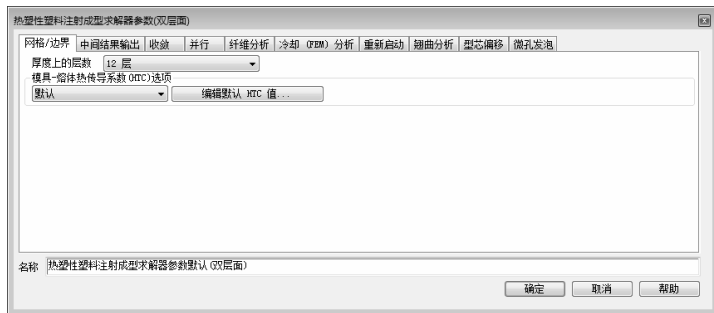 热塑性塑料注射成型求解器参数(双层面)
网格/边界 中间结果输出 收敛 并行 纤维分析 冷却 (FEM) 分析 重新启动 翘曲分析 型芯偏移 微孔发泡
厚度上的层数 12 层
模具-熔体热传导系数(HTC)选项
默认 编辑默认 HTC 值...
名称 热塑性塑料注射成型求解器参数默认(双层面)
确定 取消 帮助